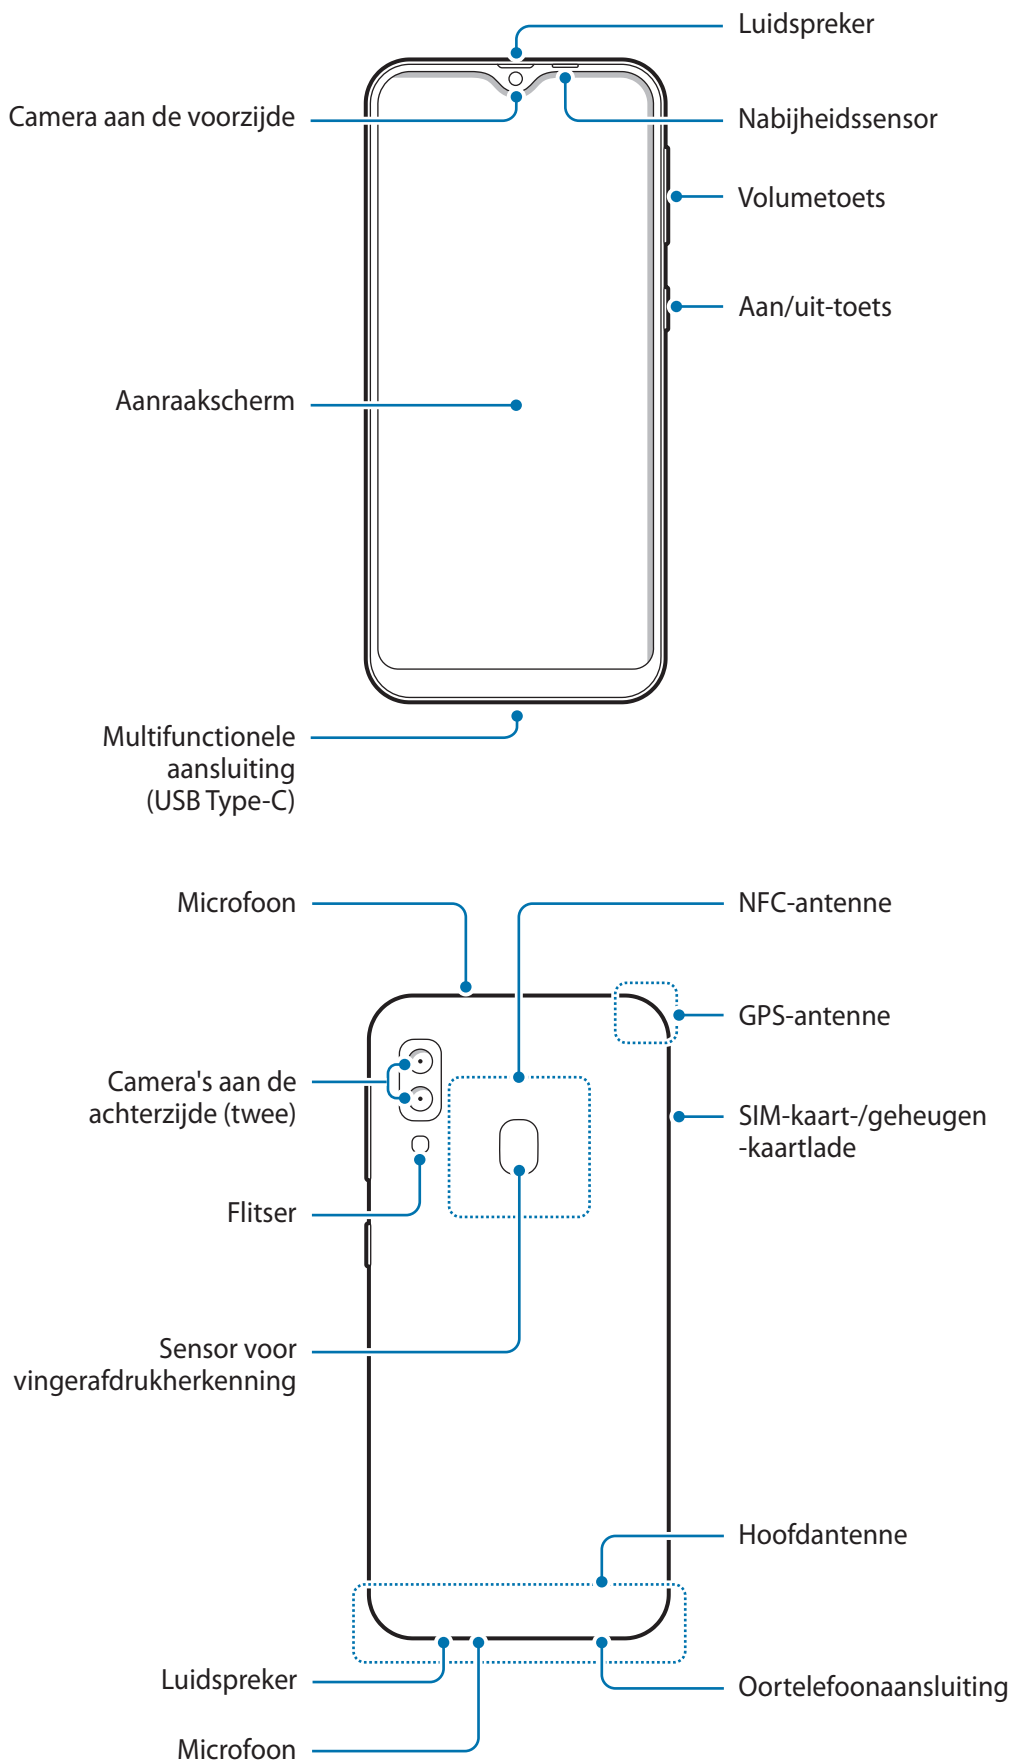 Luidspreker
Camera aan de voorzijde
Nabijheidssensor
Volumetoets
Aan/uit-toets
Aanraakscherm
Multifunctionele
aansluiting
(USB Type-C)
Microfoon
NFC-antenne
GPS-antenne
Camera's aan de
achterzijde (twee)
SIM-kaart-/geheugen
-kaartlade
Flitser
Sensor voor
vingerafdrukherkenning
Hoofdantenne
Luidspreker
Oortelefoonaansluiting
Microfoon